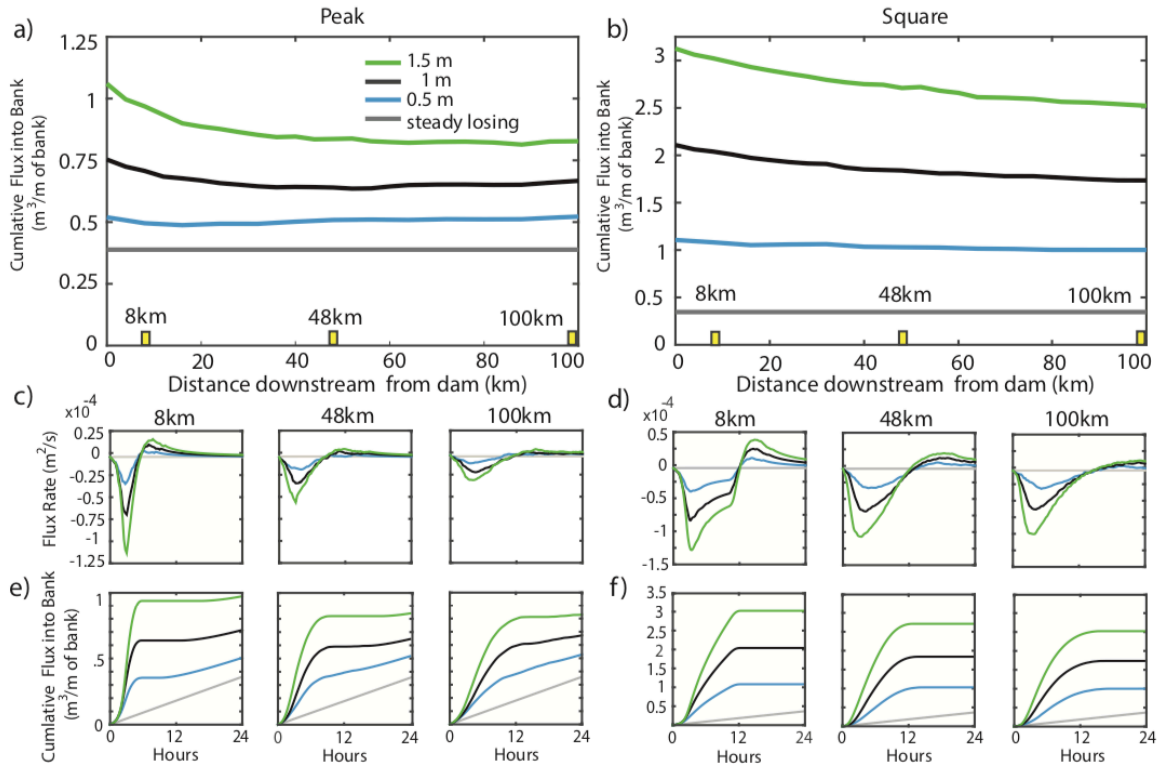 Peak
Square
a)
b)
1.25
1
0.75
0.5
0.25
0
Cumlative Flux into Bank
(m³/m of bank)
1.5 m
1 m
0.5 m
steady losing
8km
48km
100km
0
20
40
60
80
100
Distance downstream from dam (km)
3
2.5
2
1.5
1
0.5
0
Cumlative Flux into Bank
(m³/m of bank)
8km
48km
100km
0
20
40
60
80
100
Distance downstream from dam (km)
c)
x10⁻⁴
8km
48km
100km
0.25
0
-0.25
-0.5
-0.75
-1
-1.25
Flux Rate (m²/s)
d)
x10⁻⁴
8km
48km
100km
0.5
0
-0.5
-1
-1.5
e)
1
.5
0
Cumlative Flux into Bank
(m³/m of bank)
0
12
24
0
12
24
0
12
24
Hours
Hours
Hours
f)
3.5
3
2.5
2
1.5
1
0.5
0
12
24
0
12
24
0
12
24
Hours
Hours
Hours